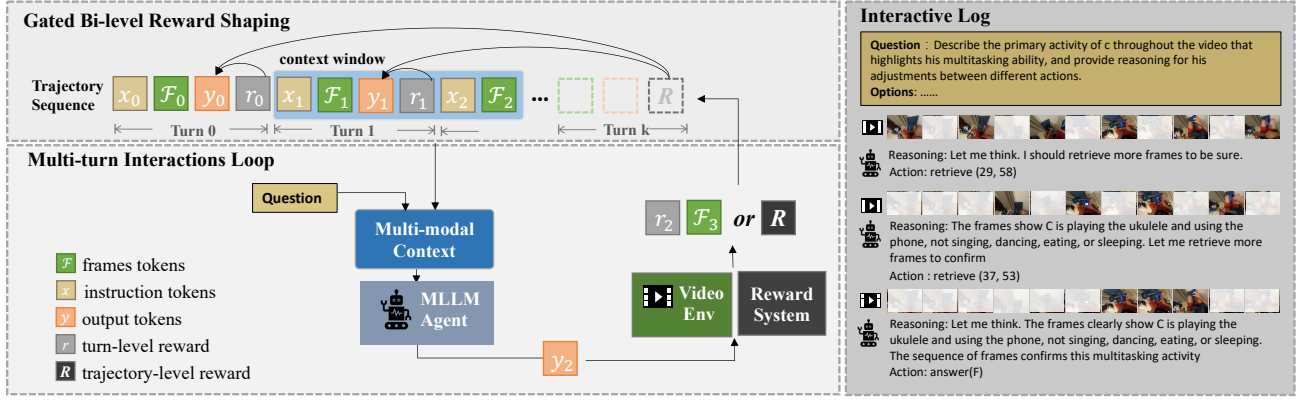 Gated Bi-level Reward Shaping
context window
Trajectory
Sequence
x₀ ℱ₀ y₀ r₀ x₁ ℱ₁ y₁ r₁ x₂ ℱ₂ ... R
Turn 0 Turn 1 Turn k
Multi-turn Interactions Loop
Question
Multi-modal
Context
MLLM
Agent
y₂
r₂ ℱ₃ or R
Video
Env
Reward
System
ℱ frames tokens
x instruction tokens
y output tokens
r turn-level reward
R trajectory-level reward
Interactive Log
Question : Describe the primary activity of c throughout the video that
highlights his multitasking ability, and provide reasoning for his
adjustments between different actions.
Options: ......
Reasoning: Let me think. I should retrieve more frames to be sure.
Action: retrieve (29, 58)
Reasoning: The frames show C is playing the ukulele and using the
phone, not singing, dancing, eating, or sleeping. Let me retrieve more
frames to confirm
Action : retrieve (37, 53)
Reasoning: Let me think. The frames clearly show C is playing the
ukulele and using the phone, not singing, dancing, eating, or sleeping.
The sequence of frames confirms this multitasking activity
Action: answer(F)